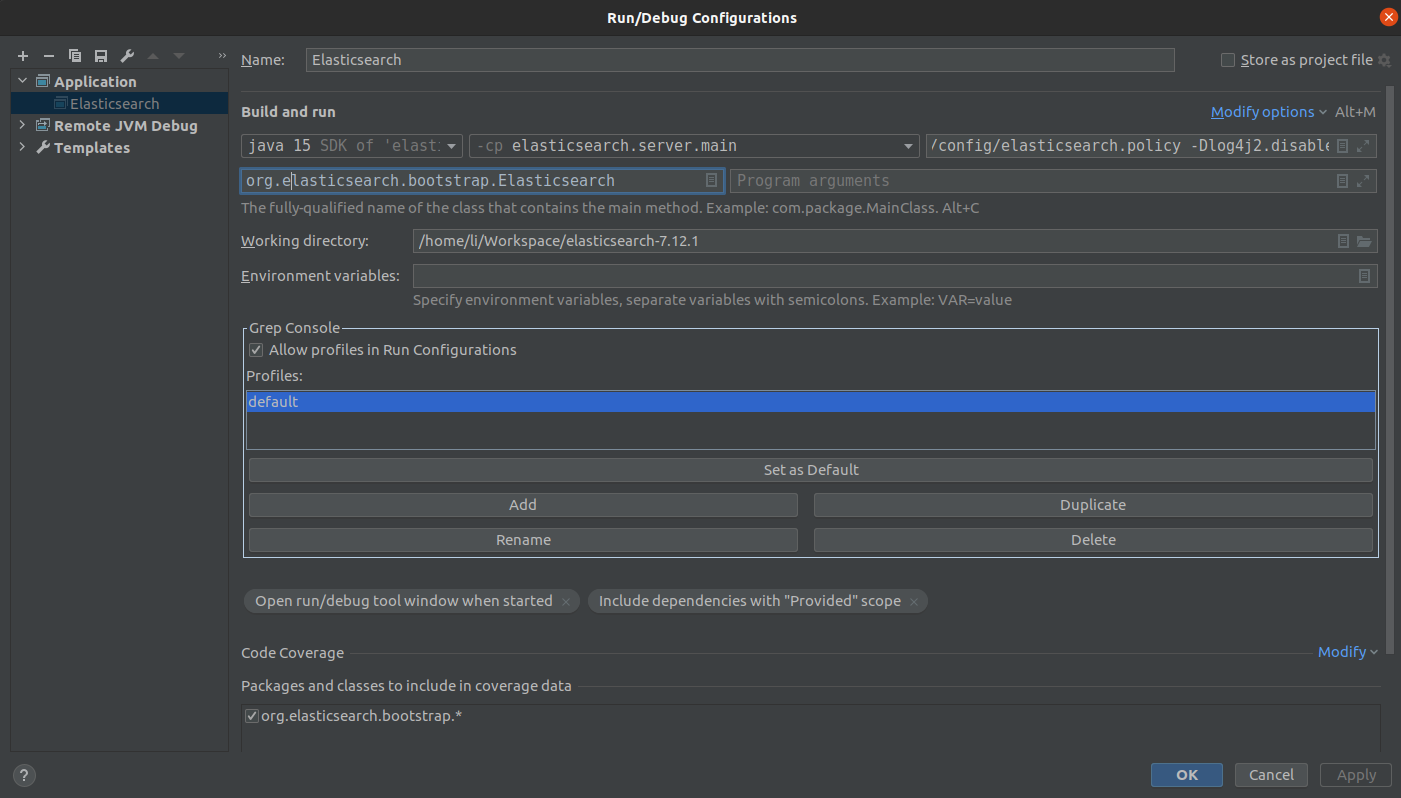 Run/Debug Configurations
Name: Elasticsearch Store as project file
Application
Elasticsearch
Remote JVM Debug
Templates
Build and run Modify options Alt+M
java 15 SDK of 'elast: -cp elasticsearch.server.main /config/elasticsearch.policy -Dlog4j2.disable
org.elasticsearch.bootstrap.Elasticsearch Program arguments
The fully-qualified name of the class that contains the main method. Example: com.package.MainClass. Alt+C
Working directory: /home/li/Workspace/elasticsearch-7.12.1
Environment variables:
Specify environment variables, separate variables with semicolons. Example: VAR=value
Grep Console
Allow profiles in Run Configurations
Profiles:
default
Set as Default
Add Duplicate
Rename Delete
Open run/debug tool window when started × Include dependencies with "Provided" scope ×
Code Coverage Modify
Packages and classes to include in coverage data
org.elasticsearch.bootstrap.*
? OK Cancel Apply